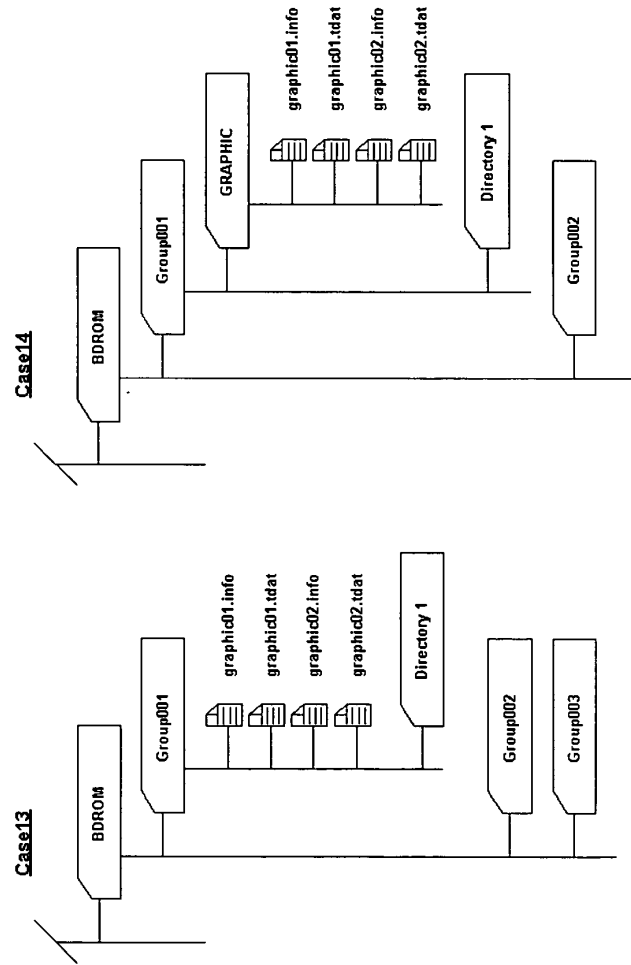 Case13
BDROM
Group001
graphic01.info
graphic01.tdat
graphic02.info
graphic02.tdat
Directory 1
Group002
Group003
Case14
BDROM
Group001
GRAPHIC
graphic01.info
graphic01.tdat
graphic02.info
graphic02.tdat
Directory 1
Group002